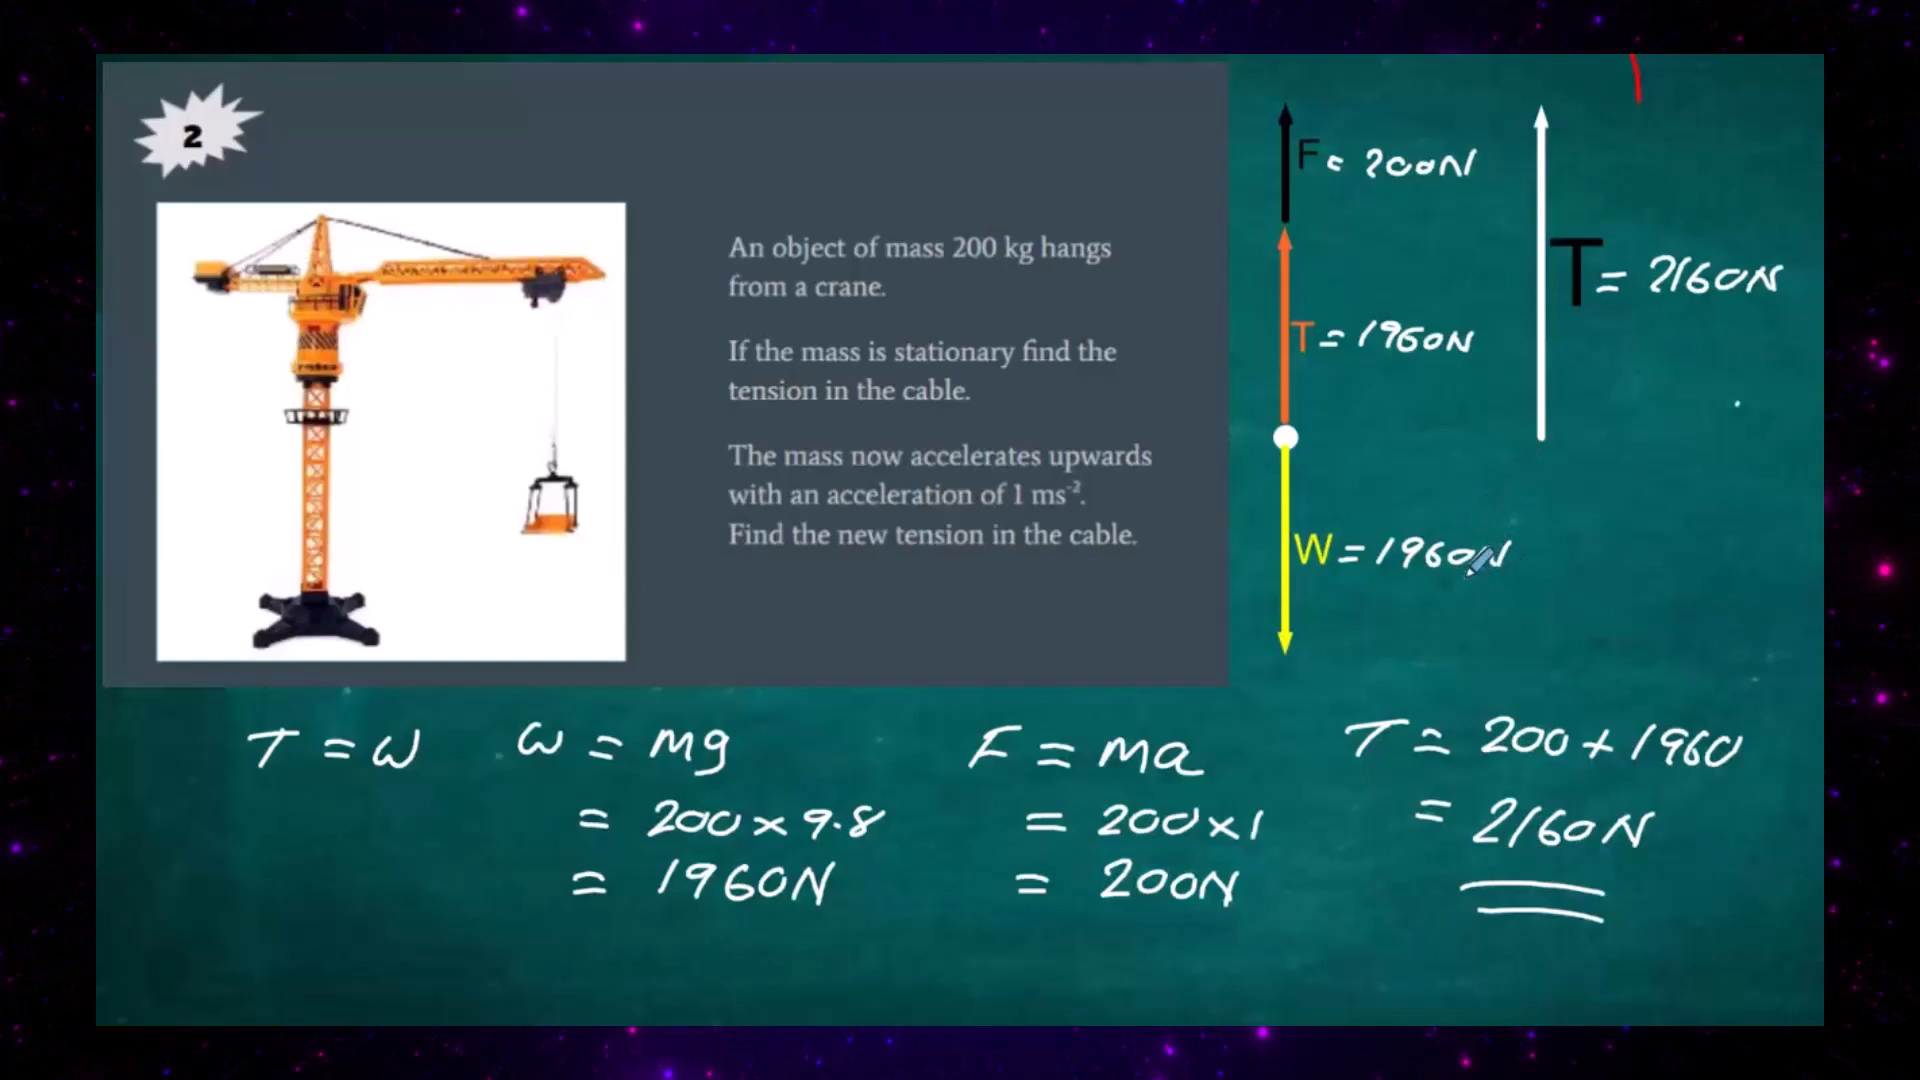 2
An object of mass 200 kg hangs
from a crane.
If the mass is stationary find the
tension in the cable.
The mass now accelerates upwards
with an acceleration of 1 ms⁻².
Find the new tension in the cable.
F = 200N
T = 1960N
W = 1960N
T = 2160N
T = W
W = mg
= 200 × 9.8
= 1960N
F = ma
= 200 × 1
= 200N
T = 200 + 1960
= 2160N